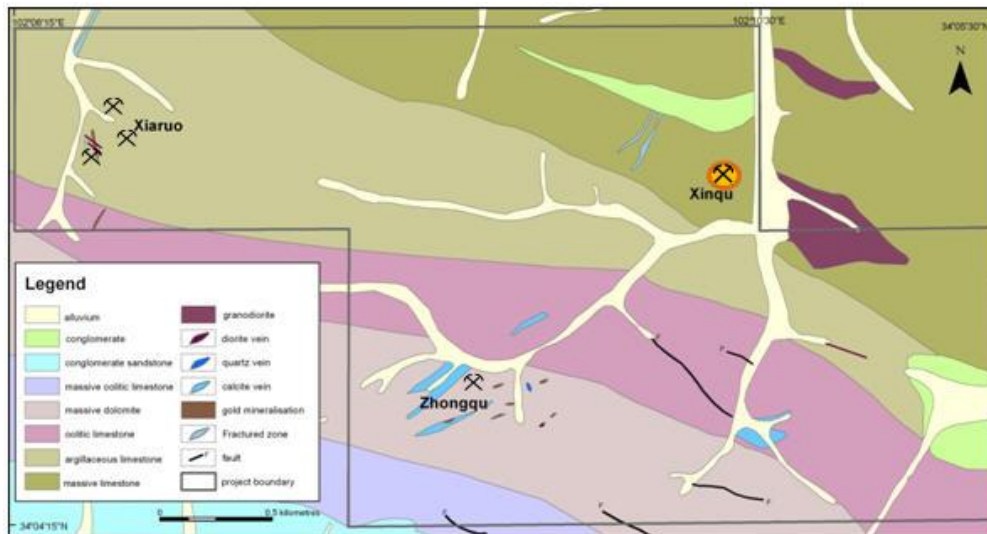 102°08'15"E
102°10'30"E
34°05'30"N
N
Xiaruo
Xinqu
Zhongqu
F
F
F
F
F
F
Legend
alluvium
conglomerate
conglomerate sandstone
massive oolitic limestone
massive dolomite
oolitic limestone
argillaceous limestone
massive limestone
granodiorite
diorite vein
quartz vein
calcite vein
gold mineralisation
Fractured zone
F
fault
project boundary
0
0.5 kilometres
34°04'15"N